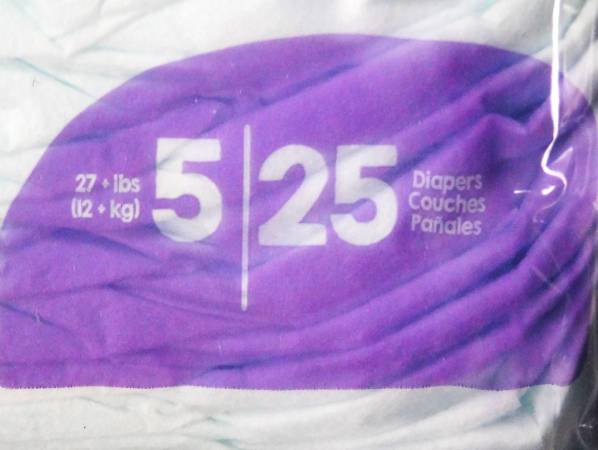 27 + lbs
(12 + kg)
5
25
Diapers
Couches
Pañales